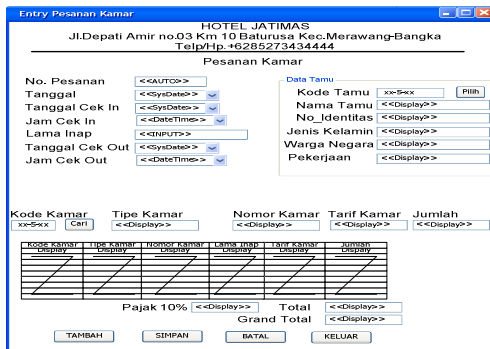 Entry Pesanan Kamar
HOTEL JATIMAS
Jl.Depati Amir no.03 Km 10 Baturusa Kec.Merawang-Bangka
Telp/Hp.+6285273434444
Pesanan Kamar
No. Pesanan <<AUTO>>
Tanggal <<SysDate>>
Tanggal Cek In <<SysDate>>
Jam Cek In <<DateTime>>
Lama Inap <<INPUT>>
Tanggal Cek Out <<SysDate>>
Jam Cek Out <<DateTime>>
Data Tamu
Kode Tamu xx-5-xx Pilih
Nama Tamu <<Display>>
No_Identitas <<Display>>
Jenis Kelamin <<Display>>
Warga Negara <<Display>>
Pekerjaan <<Display>>
Kode Kamar Tipe Kamar Nomor Kamar Tarif Kamar Jumlah
xx-5-xx Cari <<Display>> <<Display>> <<Display>> <<Display>>
Kode Kamar Tipe Kamar Nomor Kamar Lama Inap Tarif Kamar Jumlah
Display Display Display Display Display Display
Pajak 10% <<Display>> Total <<Display>>
Grand Total <<Display>>
TAMBAH SIMPAN BATAL KELUAR